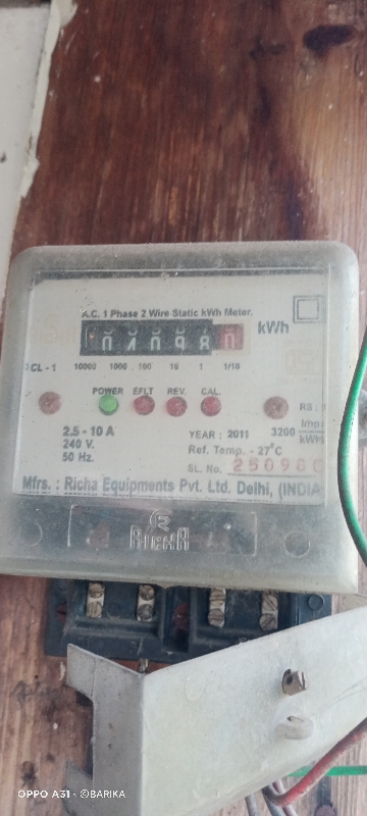 A.C. 1 Phase 2 Wire Static kWh Meter.
kWh
CL - 1 10000 1000 100 10 1 1/10
POWER EFLT REV. CAL.
2.5 - 10 A
240 V.
50 Hz.
YEAR : 2011 3200 Imp/kWh
Ref. Temp. - 27°C
SL. No. 250980
Mfrs. : Richa Equipments Pvt. Ltd. Delhi, (INDIA
RICHA
OPPO A31 · ©BARIKA